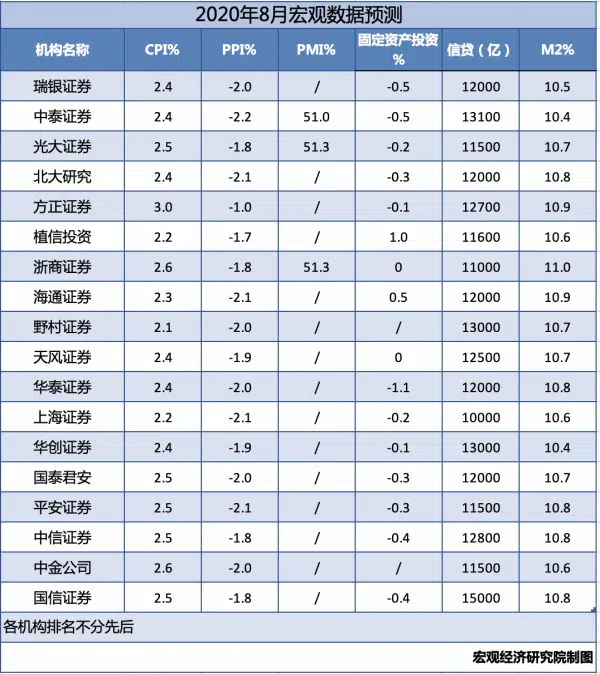 2020年8月宏观数据预测
机构名称 CPI% PPI% PMI% 固定资产投资% 信贷（亿） M2%
瑞银证券 2.4 -2.0 / -0.5 12000 10.5
中泰证券 2.4 -2.2 51.0 -0.5 13100 10.4
光大证券 2.5 -1.8 51.3 -0.2 11500 10.7
北大研究 2.4 -2.1 / -0.3 12000 10.8
方正证券 3.0 -1.0 / -0.1 12700 10.9
植信投资 2.2 -1.7 / 1.0 11600 10.6
浙商证券 2.6 -1.8 51.3 0 11000 11.0
海通证券 2.3 -2.1 / 0.5 12000 10.9
野村证券 2.1 -2.0 / / 13000 10.7
天风证券 2.4 -1.9 / 0 12500 10.7
华泰证券 2.4 -2.0 / -1.1 12000 10.8
上海证券 2.2 -2.1 / -0.2 10000 10.6
华创证券 2.4 -1.9 / -0.1 13000 10.4
国泰君安 2.5 -2.0 / -0.3 12000 10.7
平安证券 2.5 -2.1 / -0.3 11500 10.8
中信证券 2.5 -1.8 / -0.4 12800 10.8
中金公司 2.6 -2.0 / / 11500 10.6
国信证券 2.5 -1.8 / -0.4 15000 10.8
各机构排名不分先后
宏观经济研究院制图